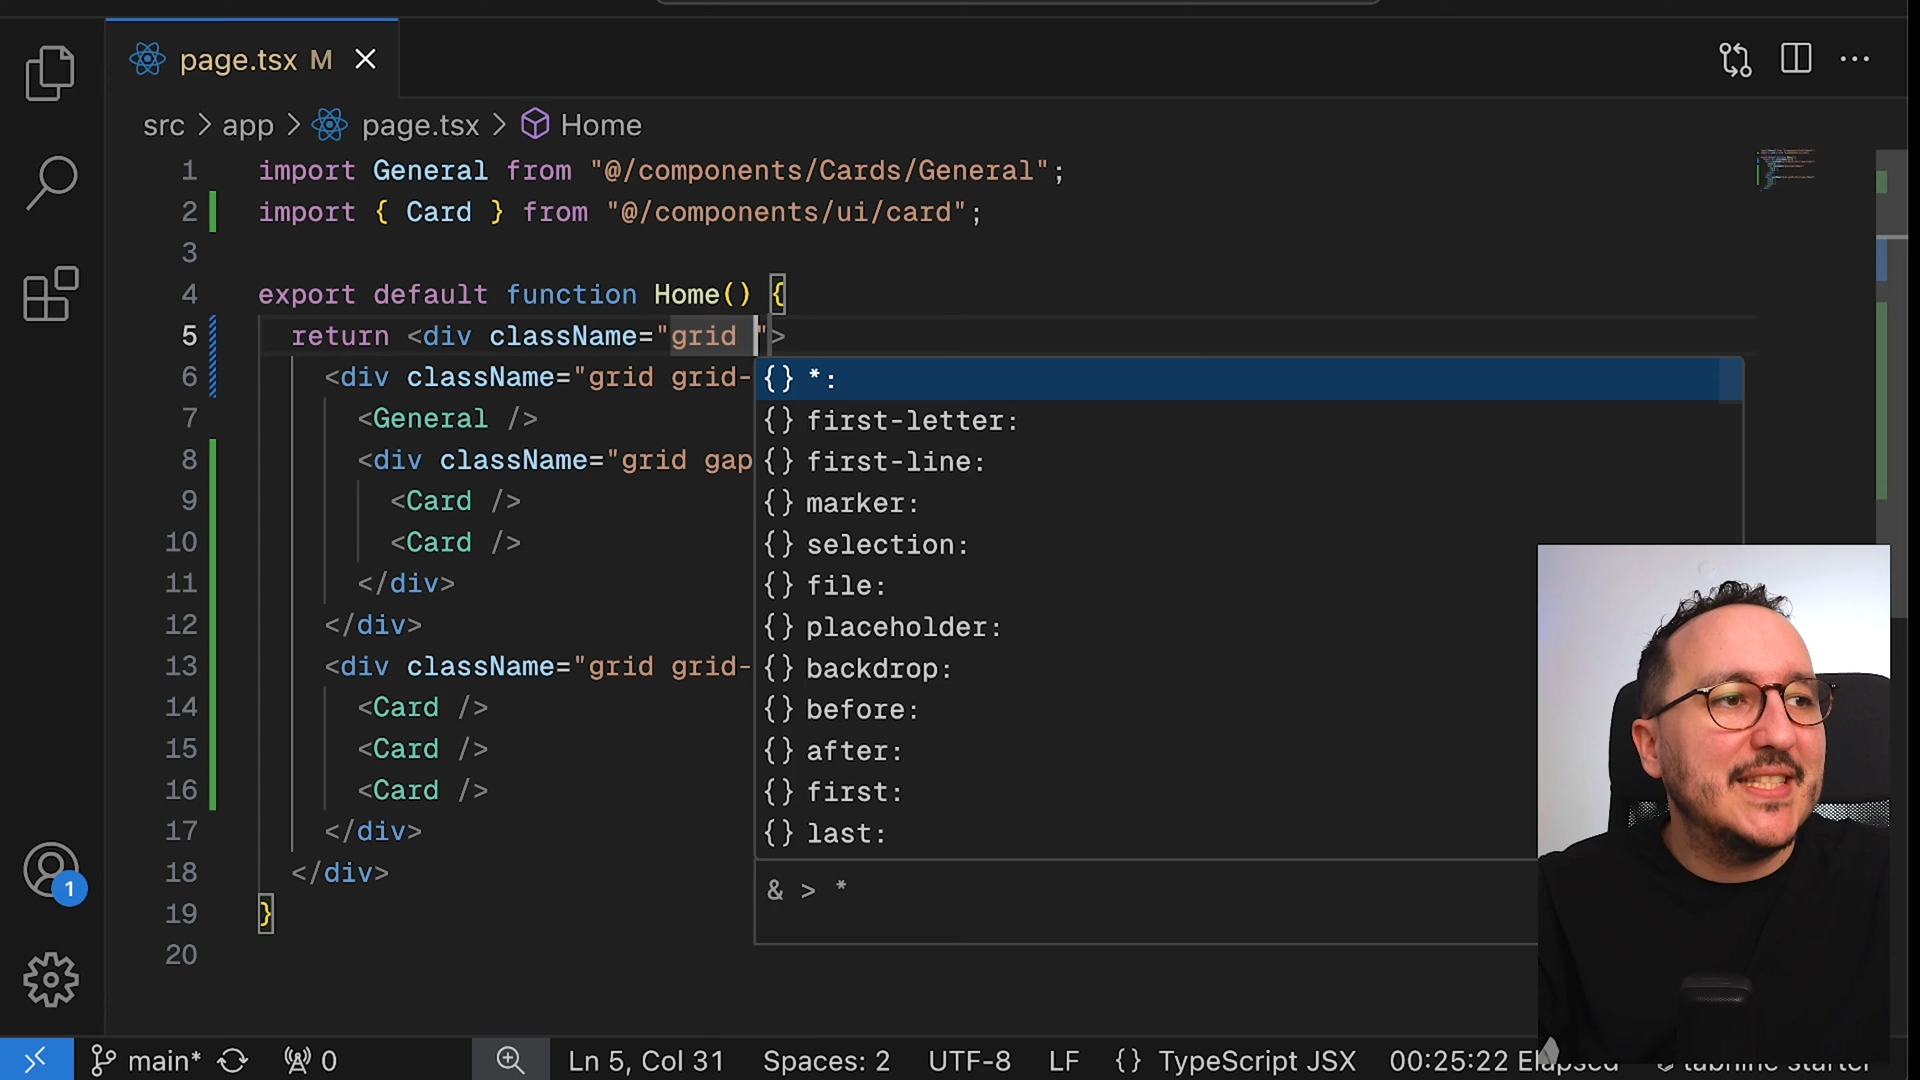 page.tsx M
src > app > page.tsx > Home
1 import General from "@/components/Cards/General";
2 import { Card } from "@/components/ui/card";
3
4 export default function Home() {
5 return <div className="grid ">
6 <div className="grid grid-
7 <General />
8 <div className="grid gap
9 <Card />
10 <Card />
11 </div>
12 </div>
13 <div className="grid grid-
14 <Card />
15 <Card />
16 <Card />
17 </div>
18 </div>
19 }
20
{} *:
{} first-letter:
{} first-line:
{} marker:
{} selection:
{} file:
{} placeholder:
{} backdrop:
{} before:
{} after:
{} first:
{} last:
& > *
1
main* 0 Ln 5, Col 31 Spaces: 2 UTF-8 LF {} TypeScript JSX 00:25:22 Elapsed tabnine starter